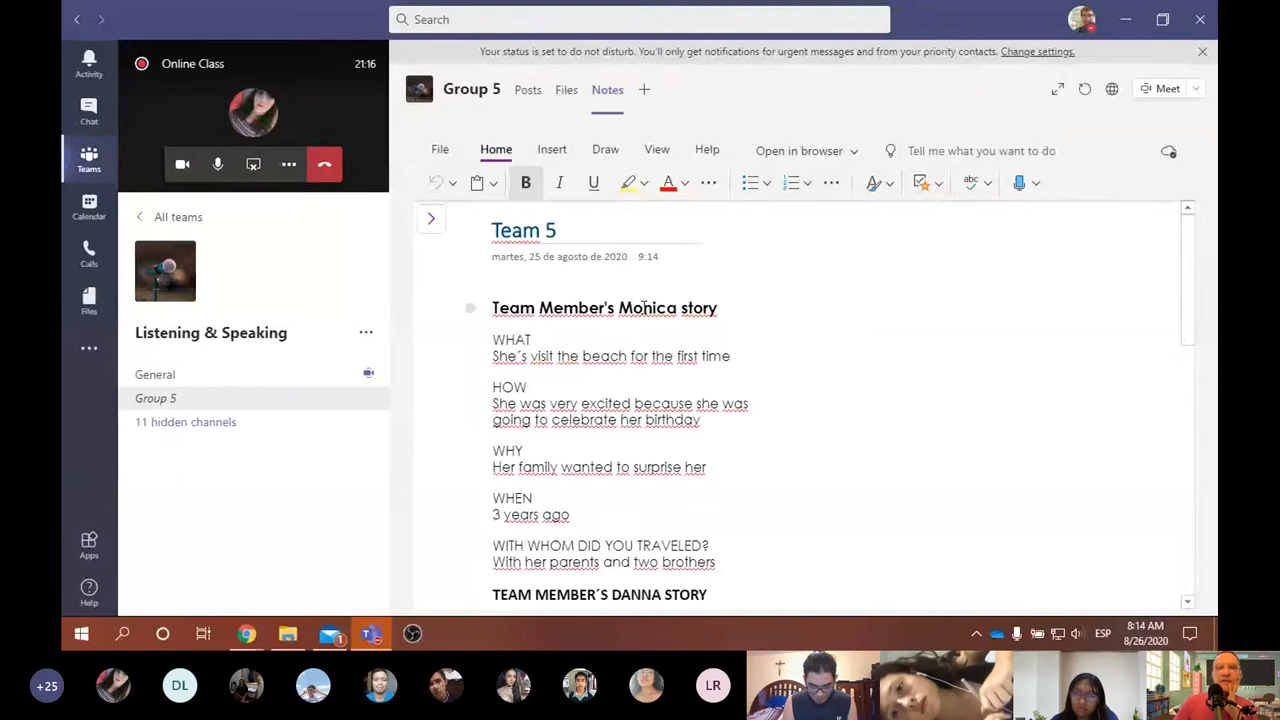 Search
Activity
Chat
Teams
Calendar
Calls
Files
Apps
Help
Online Class
21:16
All teams
Listening & Speaking
General
Group 5
11 hidden channels
Your status is set to do not disturb. You'll only get notifications for urgent messages and from your priority contacts. Change settings.
Group 5
Posts
Files
Notes
Meet
File
Home
Insert
Draw
View
Help
Open in browser
Tell me what you want to do
B
I
U
A
abc
Team 5
martes, 25 de agosto de 2020 9:14
Team Member's Monica story
WHAT
She´s visit the beach for the first time
HOW
She was very excited because she was
going to celebrate her birthday
WHY
Her family wanted to surprise her
WHEN
3 years ago
WITH WHOM DID YOU TRAVELED?
With her parents and two brothers
TEAM MEMBER´S DANNA STORY
1
ESP
8:14 AM
8/26/2020
+25
DL
LR